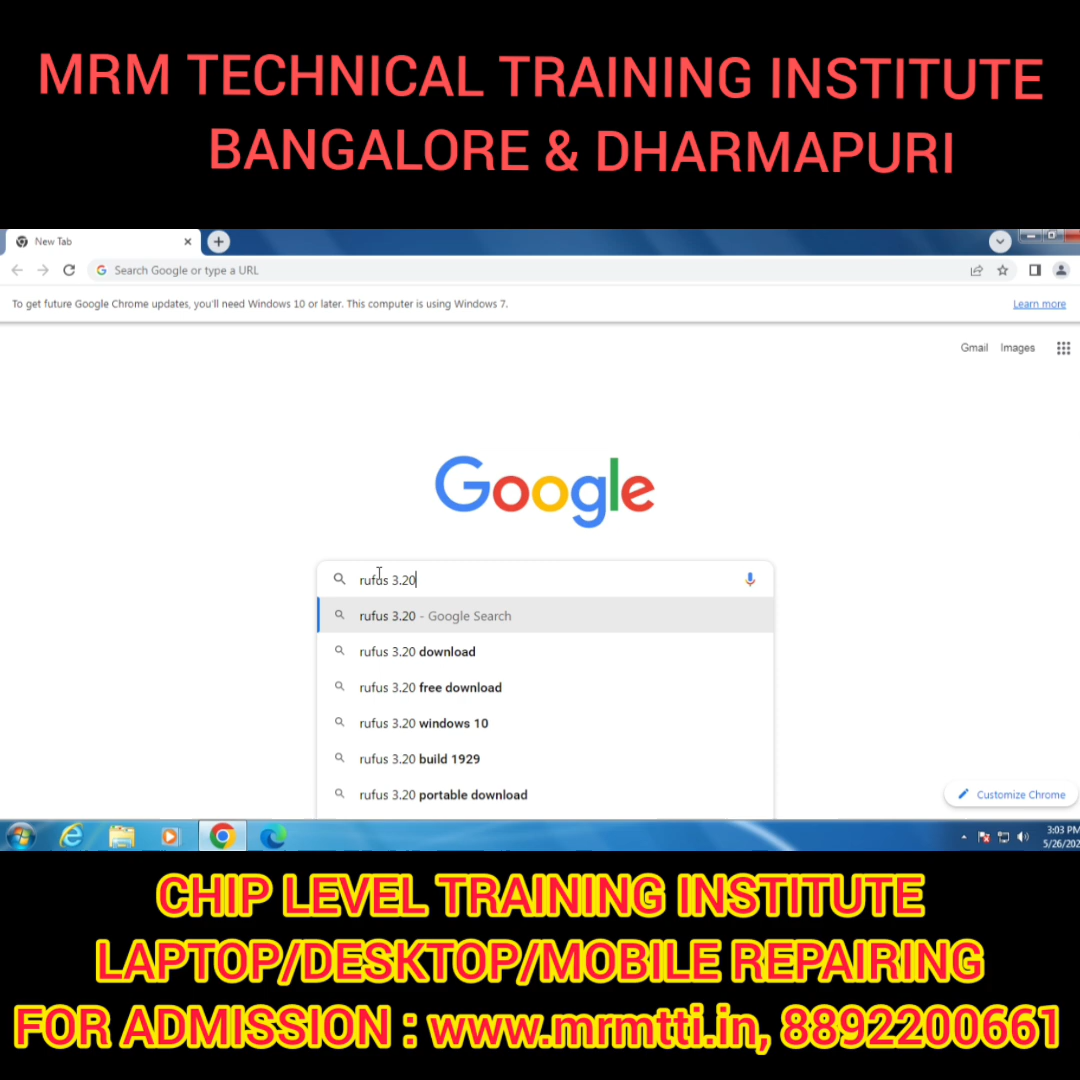 MRM TECHNICAL TRAINING INSTITUTE
BANGALORE & DHARMAPURI
New Tab
Search Google or type a URL
To get future Google Chrome updates, you'll need Windows 10 or later. This computer is using Windows 7.
Learn more
Gmail Images
Google
rufus 3.20
rufus 3.20 - Google Search
rufus 3.20 download
rufus 3.20 free download
rufus 3.20 windows 10
rufus 3.20 build 1929
rufus 3.20 portable download
Customize Chrome
3:03 PM
5/26/202
CHIP LEVEL TRAINING INSTITUTE
LAPTOP/DESKTOP/MOBILE REPAIRING
FOR ADMISSION : www.mrmtti.in, 8892200661